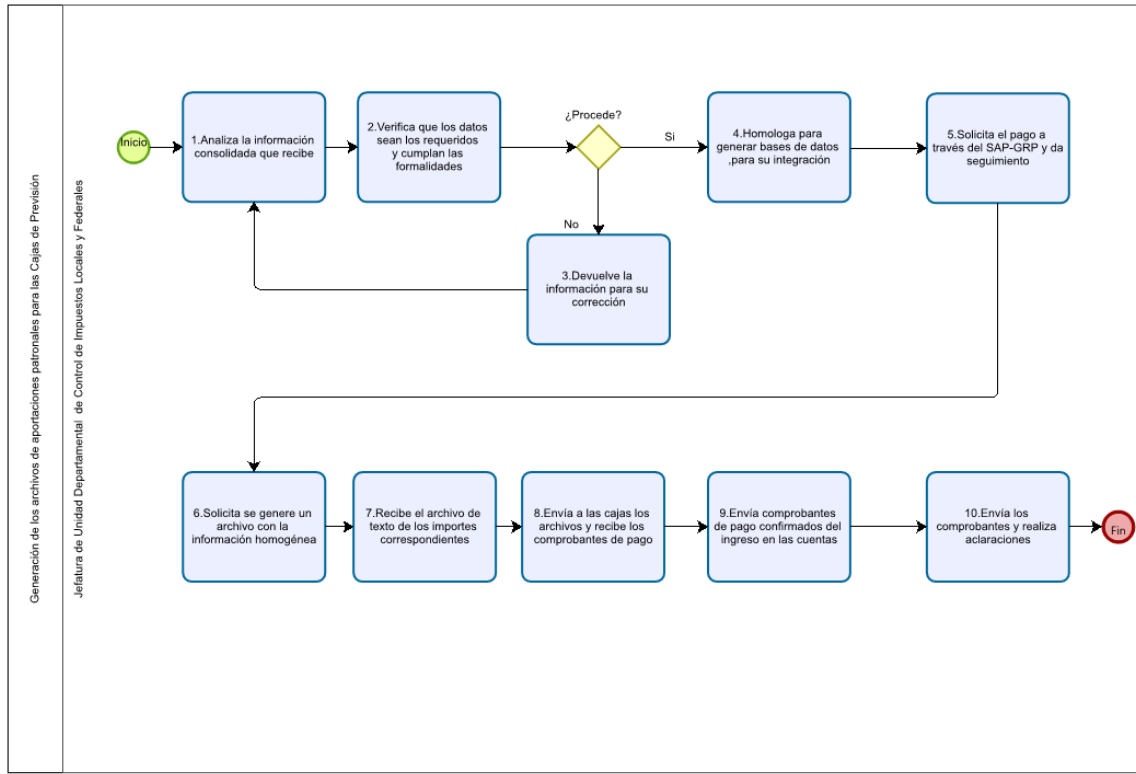 Generación de los archivos de aportaciones patronales para las Cajas de Previsión
Jefatura de Unidad Departamental de Control de Impuestos Locales y Federales
Inicio
1.Analiza la información
consolidada que recibe
2.Verifica que los datos
sean los requeridos
y cumplan las
formalidades
¿Procede?
Si
No
3.Devuelve la
información para su
corrección
4.Homologa para
generar bases de datos
,para su integración
5.Solicita el pago a
través del SAP-GRP y da
seguimiento
6.Solicita se genere un
archivo con la
información homogénea
7.Recibe el archivo de
texto de los importes
correspondientes
8.Envía a las cajas los
archivos y recibe los
comprobantes de pago
9.Envía comprobantes
de pago confirmados del
ingreso en las cuentas
10.Envía los
comprobantes y realiza
aclaraciones
Fin